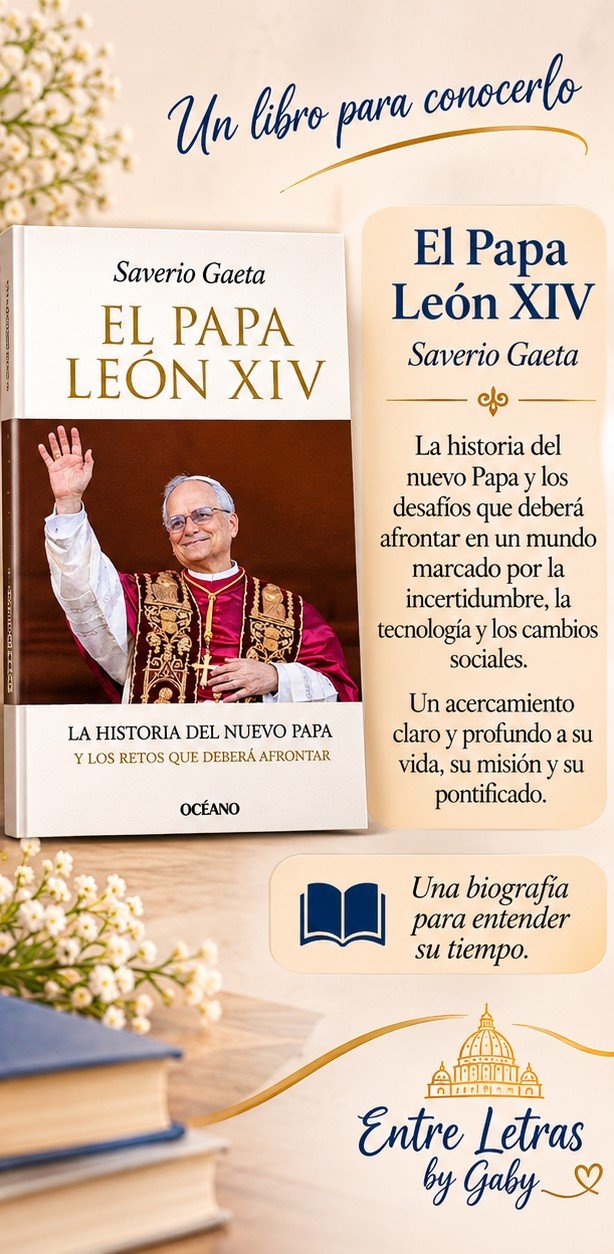 Un libro para conocerlo
Saverio Gaeta
EL PAPA
LEÓN XIV
LA HISTORIA DEL NUEVO PAPA
Y LOS RETOS QUE DEBERÁ AFRONTAR
OCÉANO
El Papa
León XIV
Saverio Gaeta
La historia del
nuevo Papa y los
desafíos que deberá
afrontar en un mundo
marcado por la
incertidumbre, la
tecnología y los cambios
sociales.
Un acercamiento
claro y profundo a su
vida, su misión y su
pontificado.
Una biografía
para entender
su tiempo.
Entre Letras
by Gaby